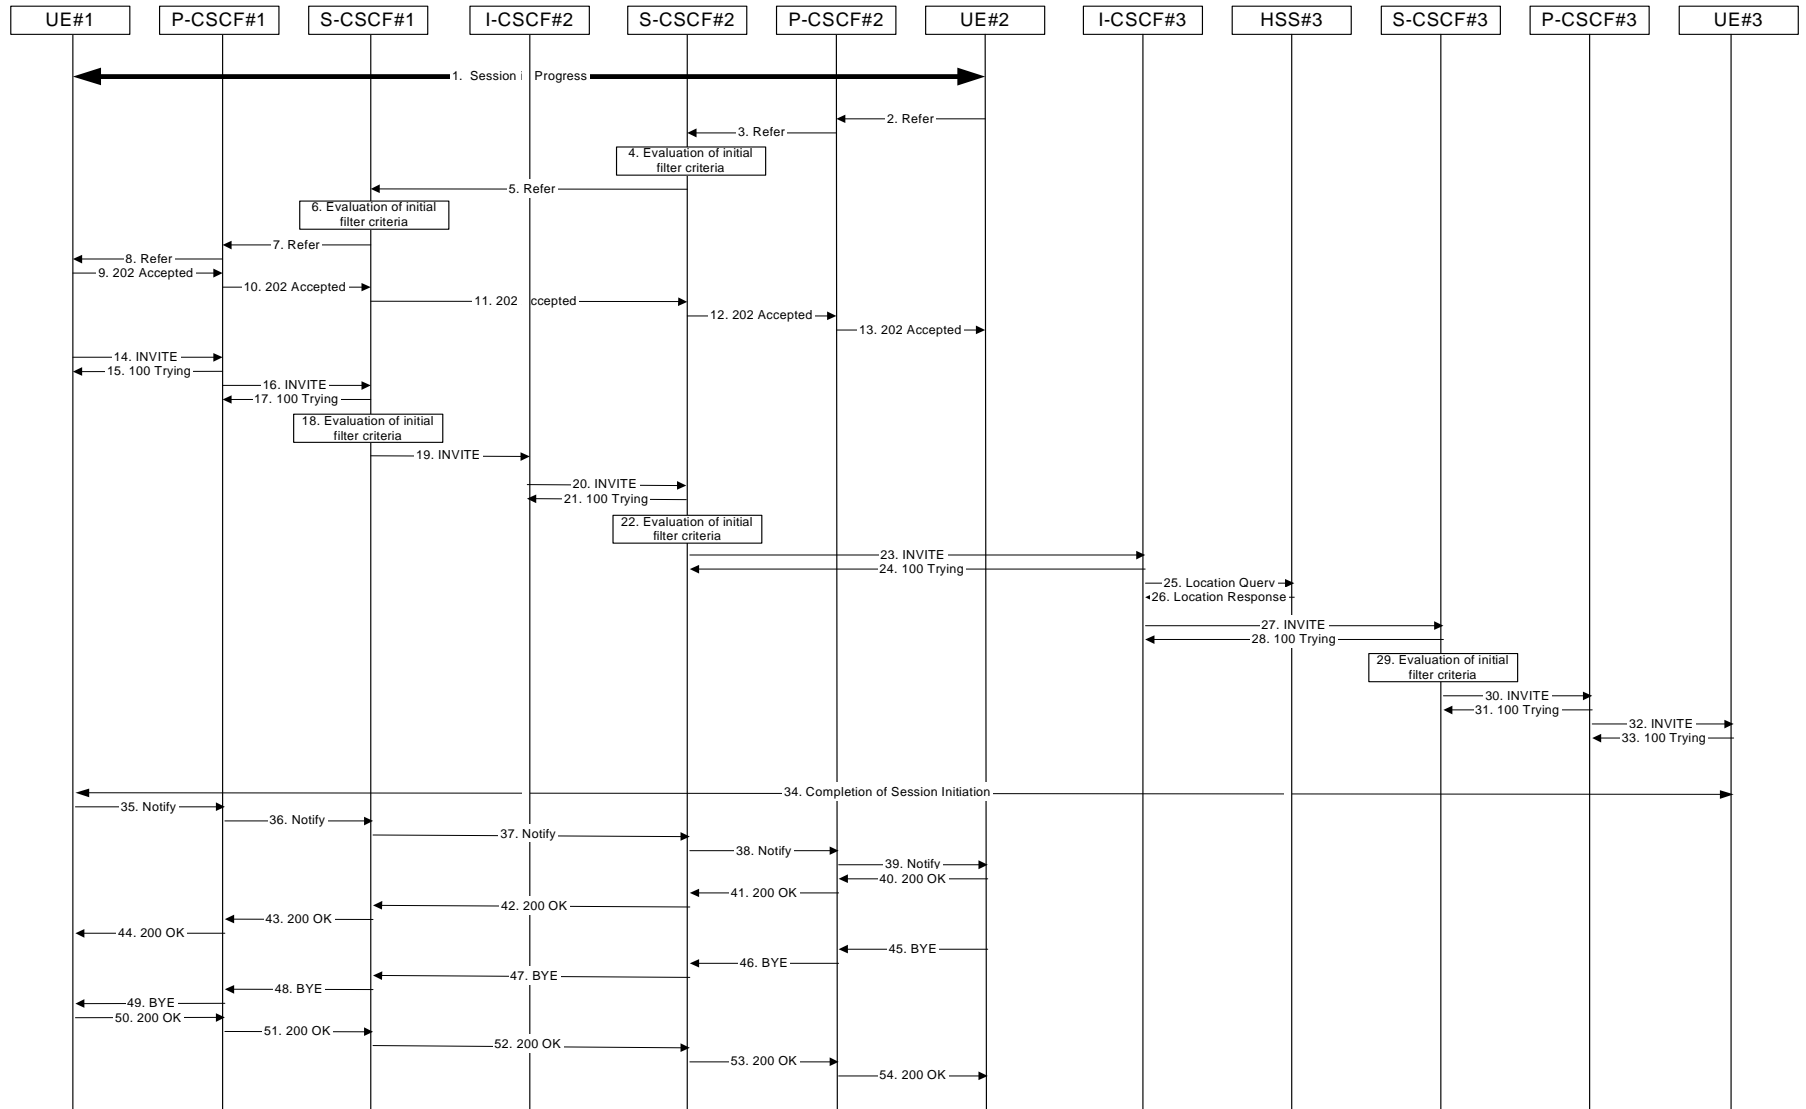 UE#1
P-CSCF#1
S-CSCF#1
I-CSCF#2
S-CSCF#2
P-CSCF#2
UE#2
I-CSCF#3
HSS#3
S-CSCF#3
P-CSCF#3
UE#3
1. Session i Progress
2. Refer
3. Refer
4. Evaluation of initial
filter criteria
5. Refer
6. Evaluation of initial
filter criteria
7. Refer
8. Refer
9. 202 Accepted
10. 202 Accepted
11. 202 ccepted
12. 202 Accepted
13. 202 Accepted
14. INVITE
15. 100 Trying
16. INVITE
17. 100 Trying
18. Evaluation of initial
filter criteria
19. INVITE
20. INVITE
21. 100 Trying
22. Evaluation of initial
filter criteria
23. INVITE
24. 100 Trying
25. Location Query
26. Location Response
27. INVITE
28. 100 Trying
29. Evaluation of initial
filter criteria
30. INVITE
31. 100 Trying
32. INVITE
33. 100 Trying
34. Completion of Session Initiation
35. Notify
36. Notify
37. Notify
38. Notify
39. Notify
40. 200 OK
41. 200 OK
42. 200 OK
43. 200 OK
44. 200 OK
45. BYE
46. BYE
47. BYE
48. BYE
49. BYE
50. 200 OK
51. 200 OK
52. 200 OK
53. 200 OK
54. 200 OK